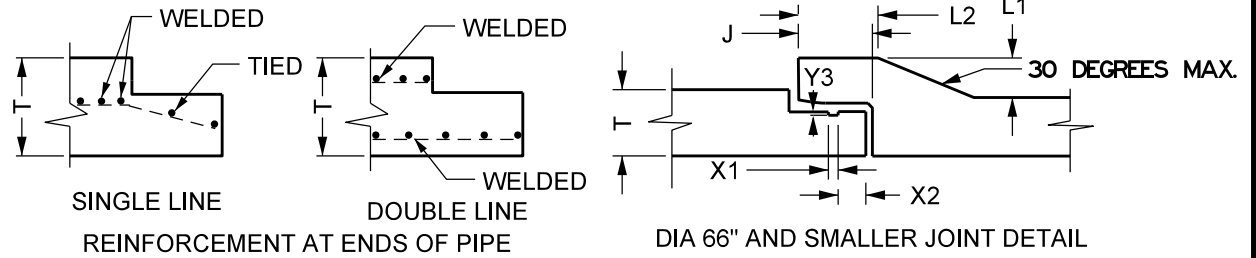 WELDED
TIED
T
SINGLE LINE
WELDED
T
WELDED
DOUBLE LINE
REINFORCEMENT AT ENDS OF PIPE
L2
L1
J
30 DEGREES MAX.
Y3
T
X1
X2
DIA 66" AND SMALLER JOINT DETAIL